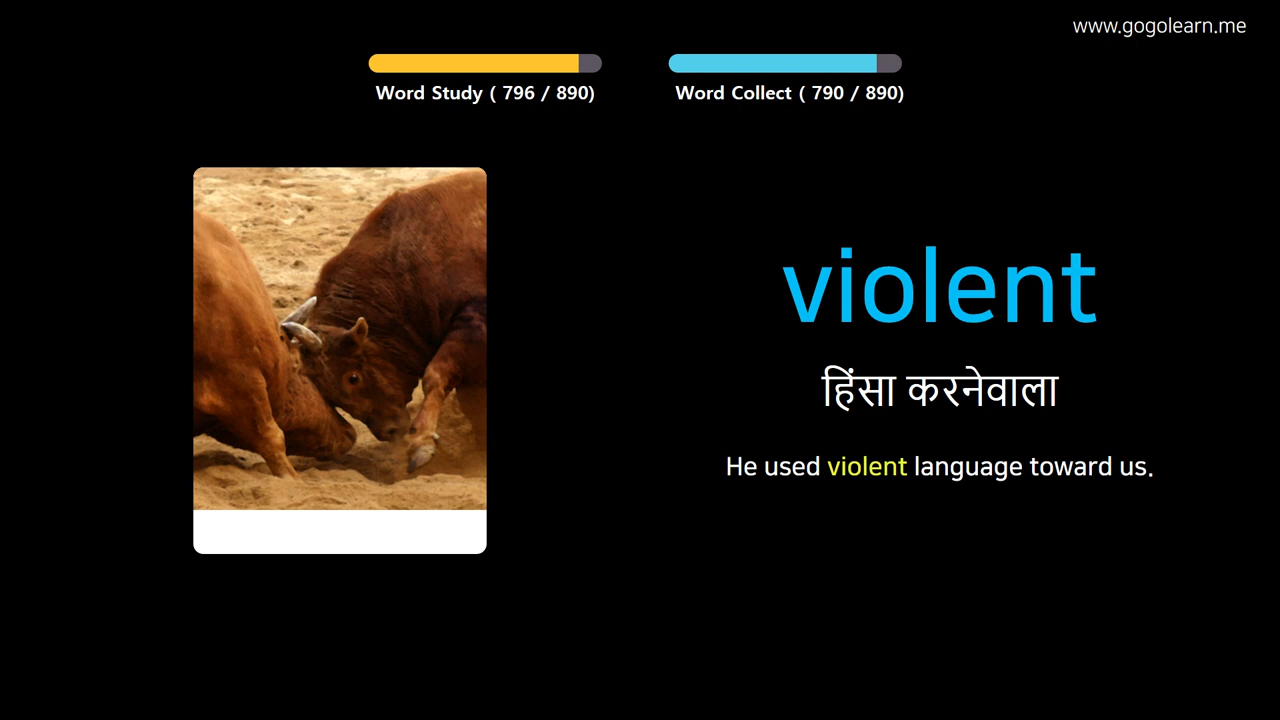 www.gogolearn.me
Word Study ( 796 / 890)
Word Collect ( 790 / 890)
violent
हिंसा करनेवाला
He used violent language toward us.